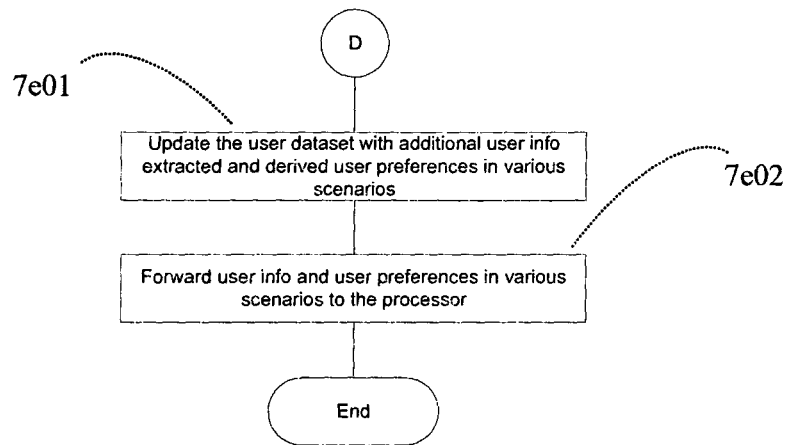 D
7e01
Update the user dataset with additional user info
extracted and derived user preferences in various
scenarios
7e02
Forward user info and user preferences in various
scenarios to the processor
End